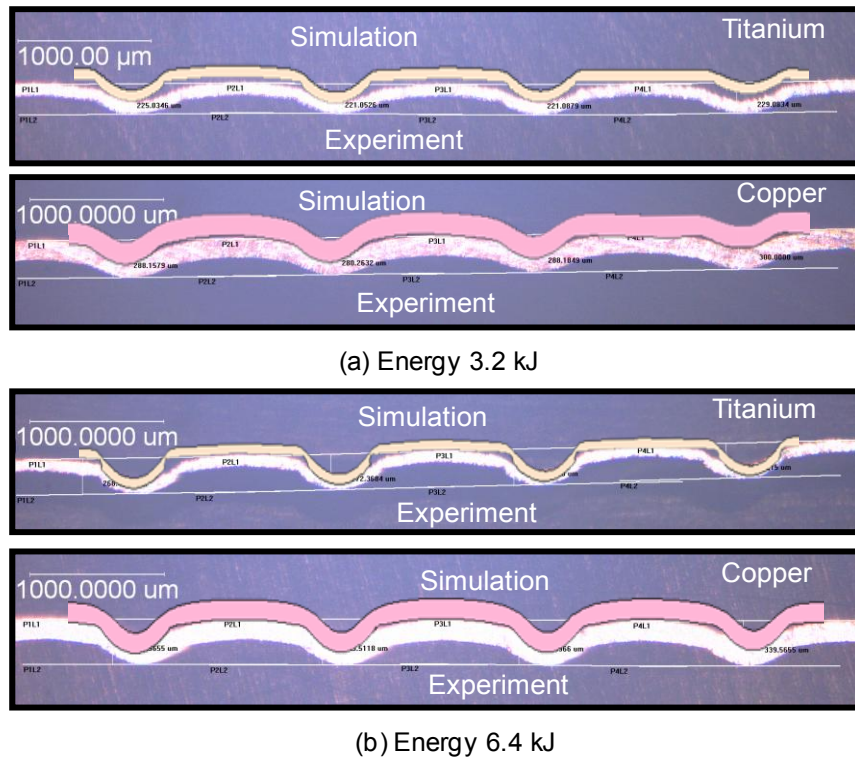 Simulation
Titanium
1000.00 µm
P1L1
P2L1
P3L1
P4L1
225.8346 um
221.0526 um
221.0879 um
229.0834 um
P1L2
P2L2
P3L2
P4L2
Experiment
Simulation
Copper
1000.0000 um
P1L1
P2L1
P3L1
P4L1
288.1579 um
280.2632 um
288.1849 um
300.0000 um
P1L2
P2L2
P3L2
P4L2
Experiment
(a) Energy 3.2 kJ
Simulation
Titanium
1000.0000 um
P1L1
P2L1
P3L1
P4L1
P1L2
P2L2
P3L2
P4L2
Experiment
Simulation
Copper
1000.0000 um
P1L1
P2L1
P3L1
P4L1
339.5655 um
P1L2
P2L2
P3L2
P4L2
Experiment
(b) Energy 6.4 kJ